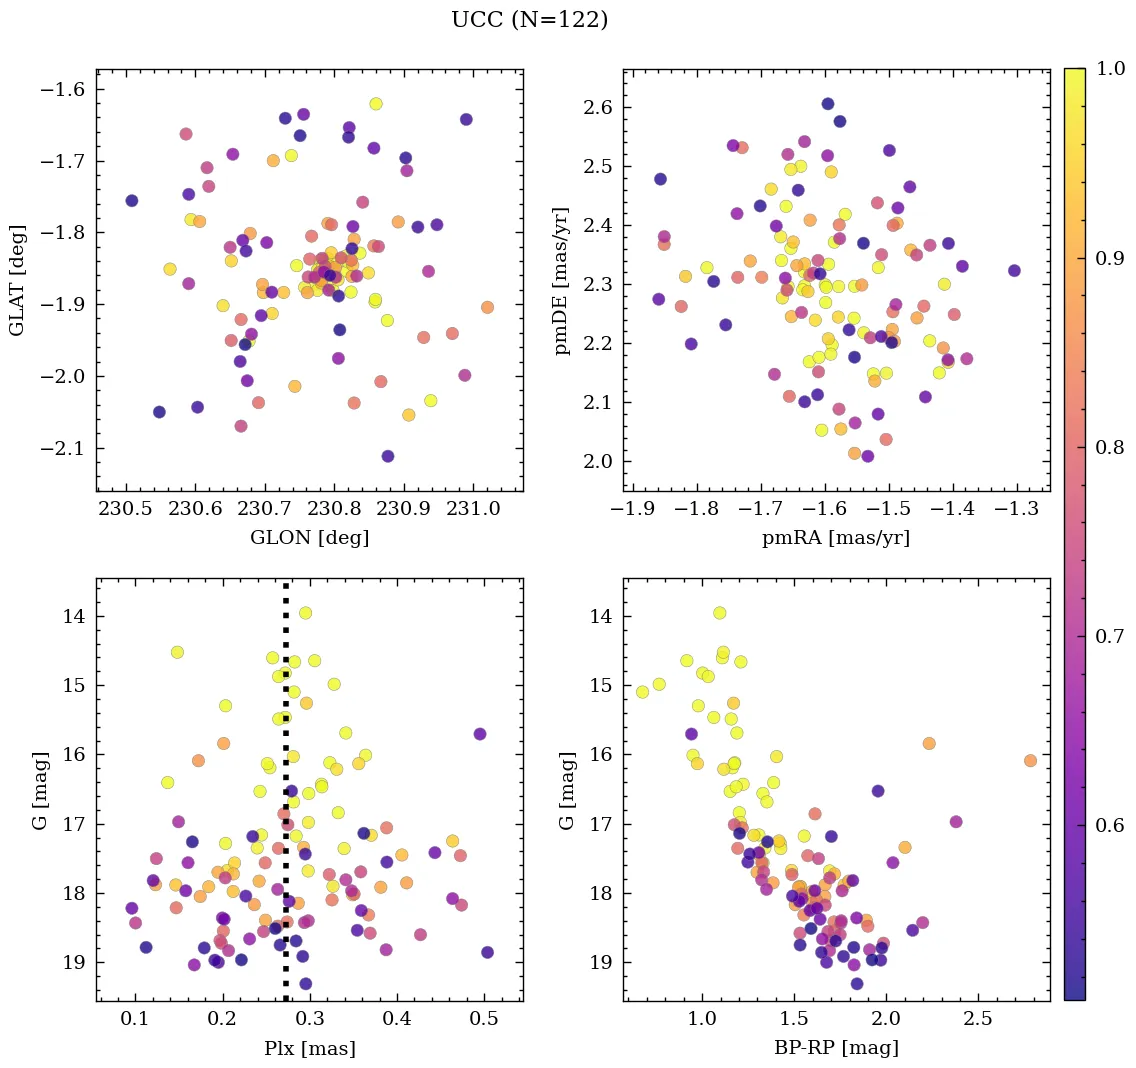 UCC (N=122)
−1.6
−1.7
−1.8
−1.9
−2.0
−2.1
GLAT [deg]
230.5 230.6 230.7 230.8 230.9 231.0
GLON [deg]
2.6
2.5
2.4
2.3
2.2
2.1
2.0
pmDE [mas/yr]
−1.9 −1.8 −1.7 −1.6 −1.5 −1.4 −1.3
pmRA [mas/yr]
14
15
16
17
18
19
G [mag]
0.1 0.2 0.3 0.4 0.5
Plx [mas]
14
15
16
17
18
19
G [mag]
1.0 1.5 2.0 2.5
BP-RP [mag]
1.0
0.9
0.8
0.7
0.6